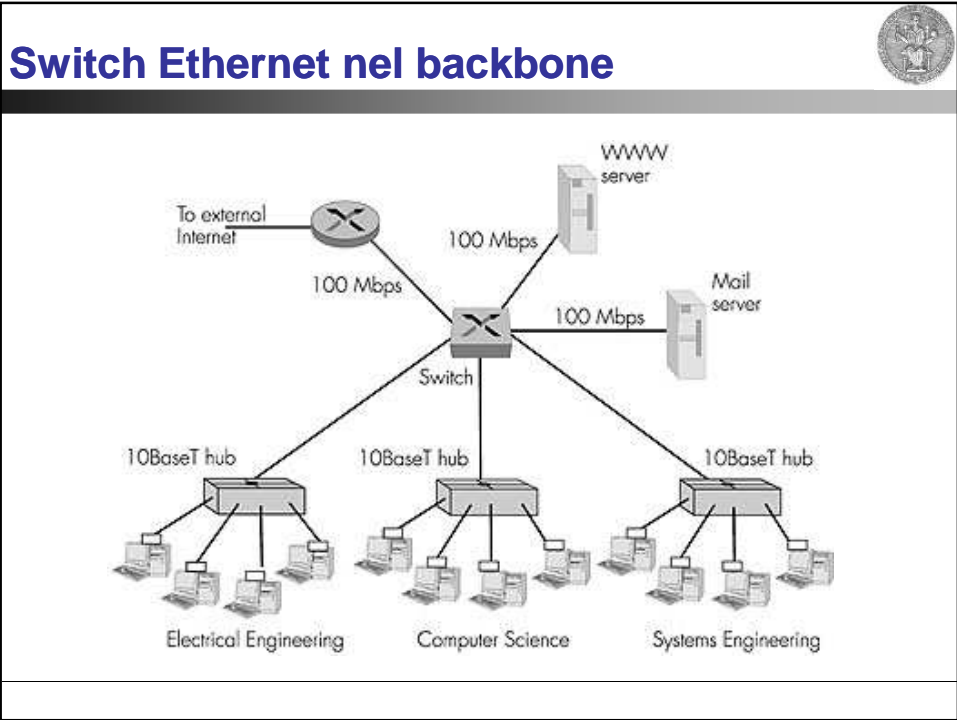 Switch Ethernet nel backbone
WWW
server
To external
Internet
100 Mbps
100 Mbps
Mail
server
100 Mbps
Switch
10BaseT hub
10BaseT hub
10BaseT hub
Electrical Engineering
Computer Science
Systems Engineering